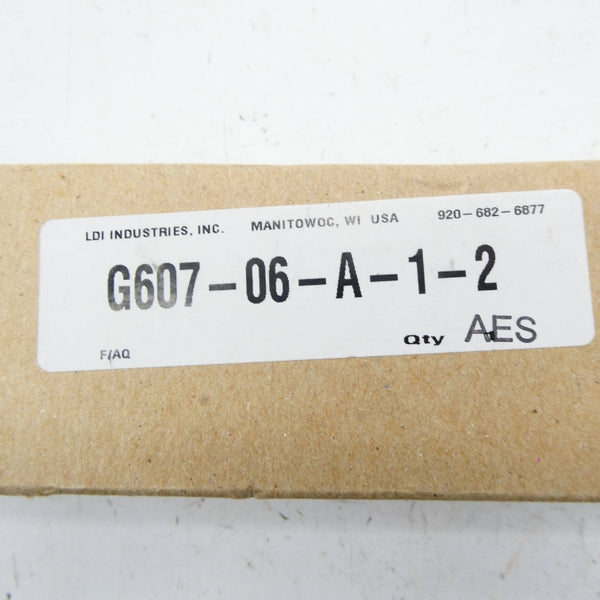 LDI INDUSTRIES, INC. MANITOWOC, WI USA 920-682-6877
G607-06-A-1-2
F/AQ Qty AES